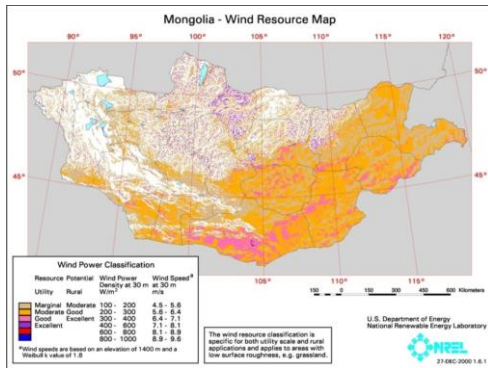 Mongolia - Wind Resource Map
90° 95° 100° 105° 110° 115° 120°
50° 50°
45° 45°
95° 100° 105° 110° 115°
Wind Power Classification
Resource Potential Wind Power Wind Speedª
Density at 30 m at 30 m
Utility Rural W/m² m/s
Marginal Moderate 100 - 200 4.5 - 5.6
Moderate Good 200 - 300 5.6 - 6.4
Good Excellent 300 - 400 6.4 - 7.1
Excellent 400 - 600 7.1 - 8.1
600 - 800 8.1 - 8.9
800 - 1000 8.9 - 9.6
ªWind speeds are based on an elevation of 1400 m and a
Weibull k value of 1.8
The wind resource classification is
specific for both utility scale and rural
applications and applies to areas with
low surface roughness, e.g. grassland.
150 0 150 300 450 600 Kilometers
U.S. Department of Energy
National Renewable Energy Laboratory
NREL
27-DEC-2000 1.6.1